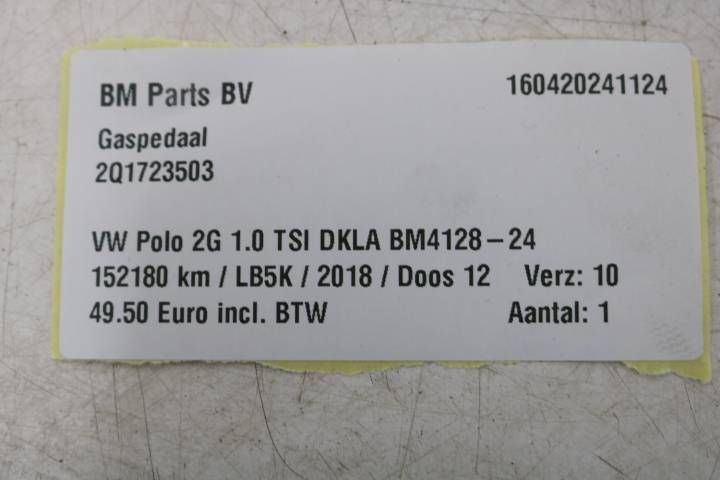 BM Parts BV 160420241124
Gaspedaal
2Q1723503
VW Polo 2G 1.0 TSI DKLA BM4128-24
152180 km / LB5K / 2018 / Doos 12 Verz: 10
49.50 Euro incl. BTW Aantal: 1